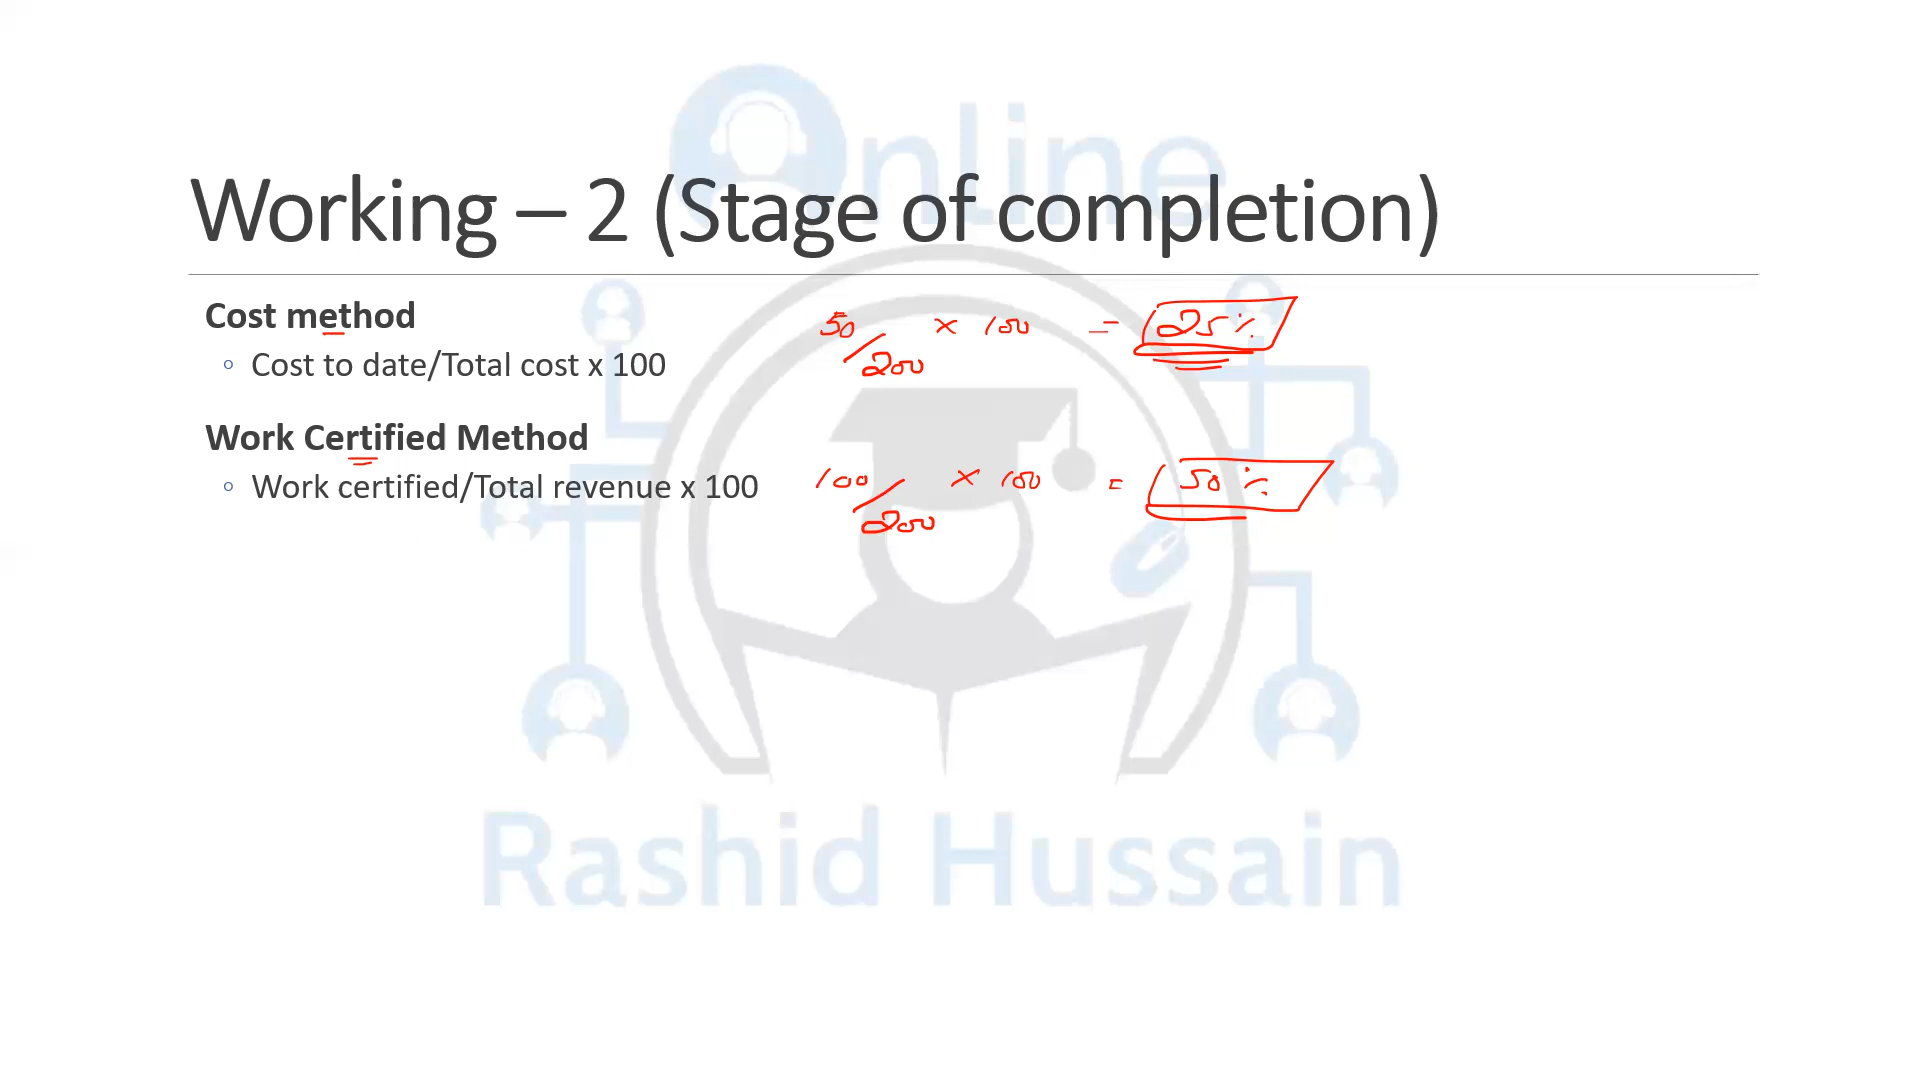 Online
Working – 2 (Stage of completion)
Cost method
50/200 × 100 = 25%
◦ Cost to date/Total cost x 100
Work Certified Method
◦ Work certified/Total revenue x 100
100/200 × 100 = 50%
Rashid Hussain